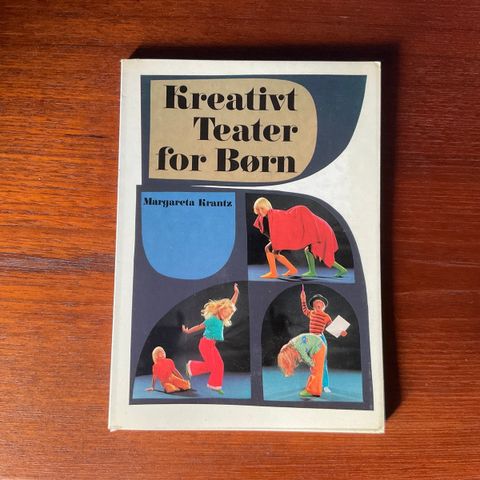 Kreativt
Teater
for Børn
Margareta Krantz